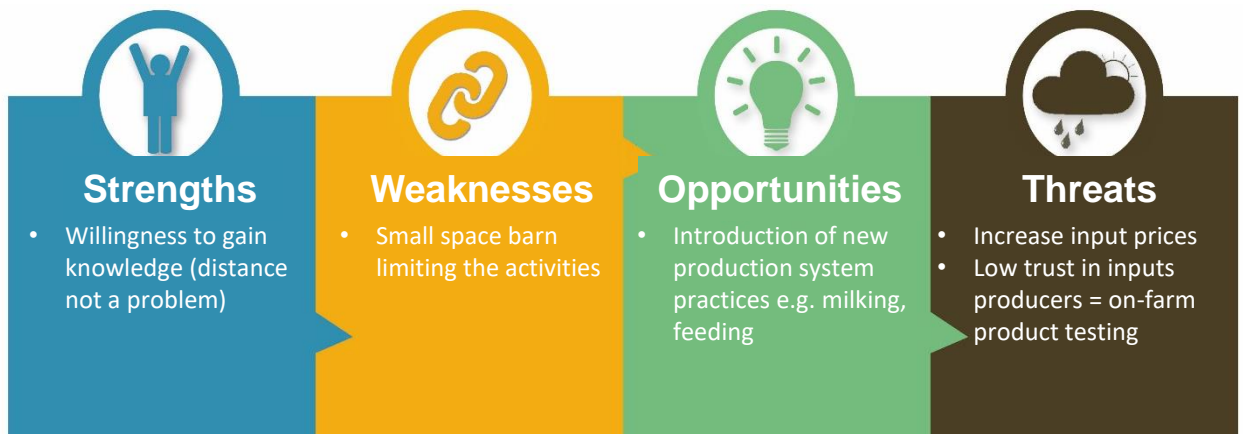 Strengths
• Willingness to gain
knowledge (distance
not a problem)
Weaknesses
• Small space barn
limiting the activities
Opportunities
• Introduction of new
production system
practices e.g. milking,
feeding
Threats
• Increase input prices
• Low trust in inputs
producers = on-farm
product testing